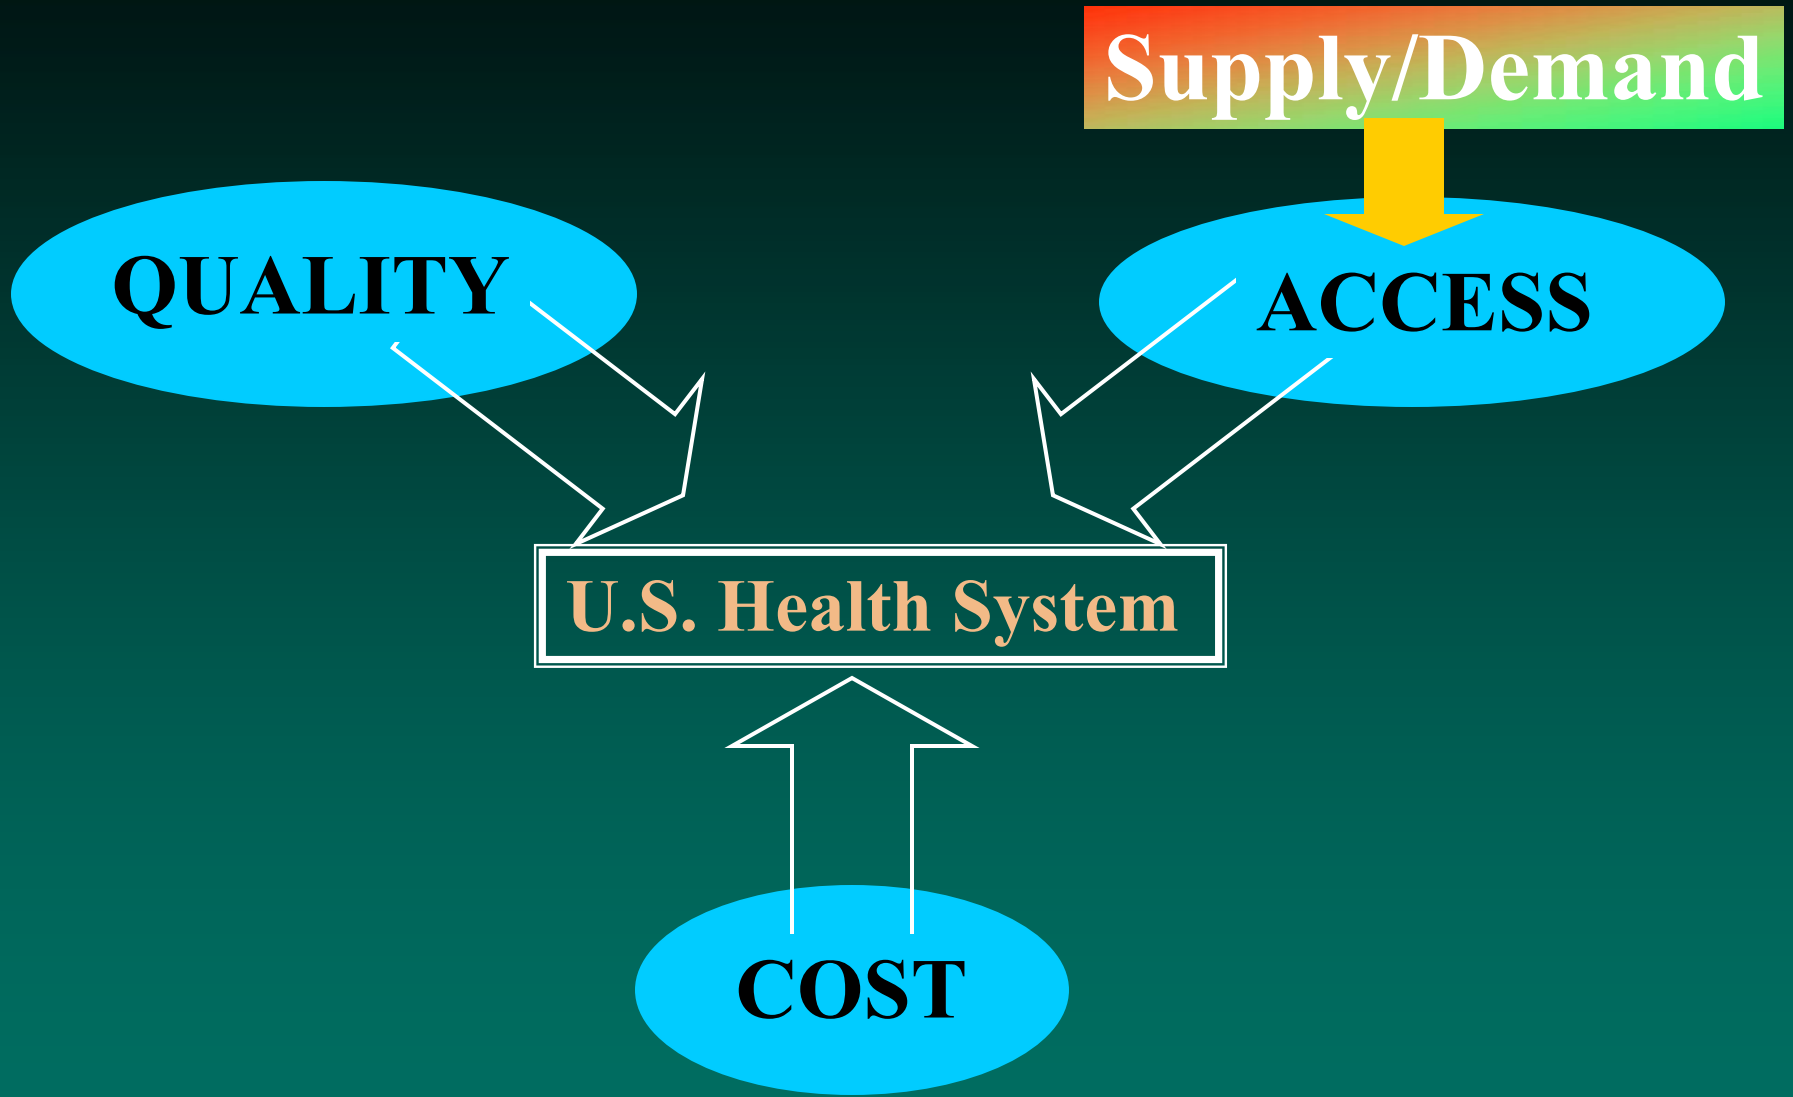 Supply/Demand
QUALITY
ACCESS
U.S. Health System
COST